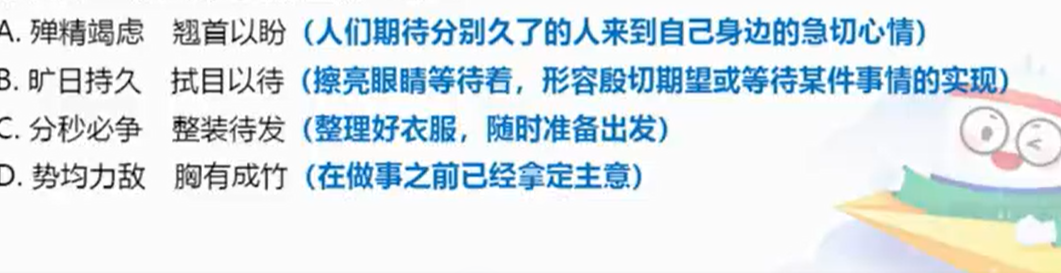 A. 殚精竭虑 翘首以盼（人们期待分别久了的人来到自己身边的急切心情）
B. 旷日持久 拭目以待（擦亮眼睛等待着，形容殷切期望或等待某件事情的实现）
C. 分秒必争 整装待发（整理好衣服，随时准备出发）
D. 势均力敌 胸有成竹（在做事之前已经拿定主意）